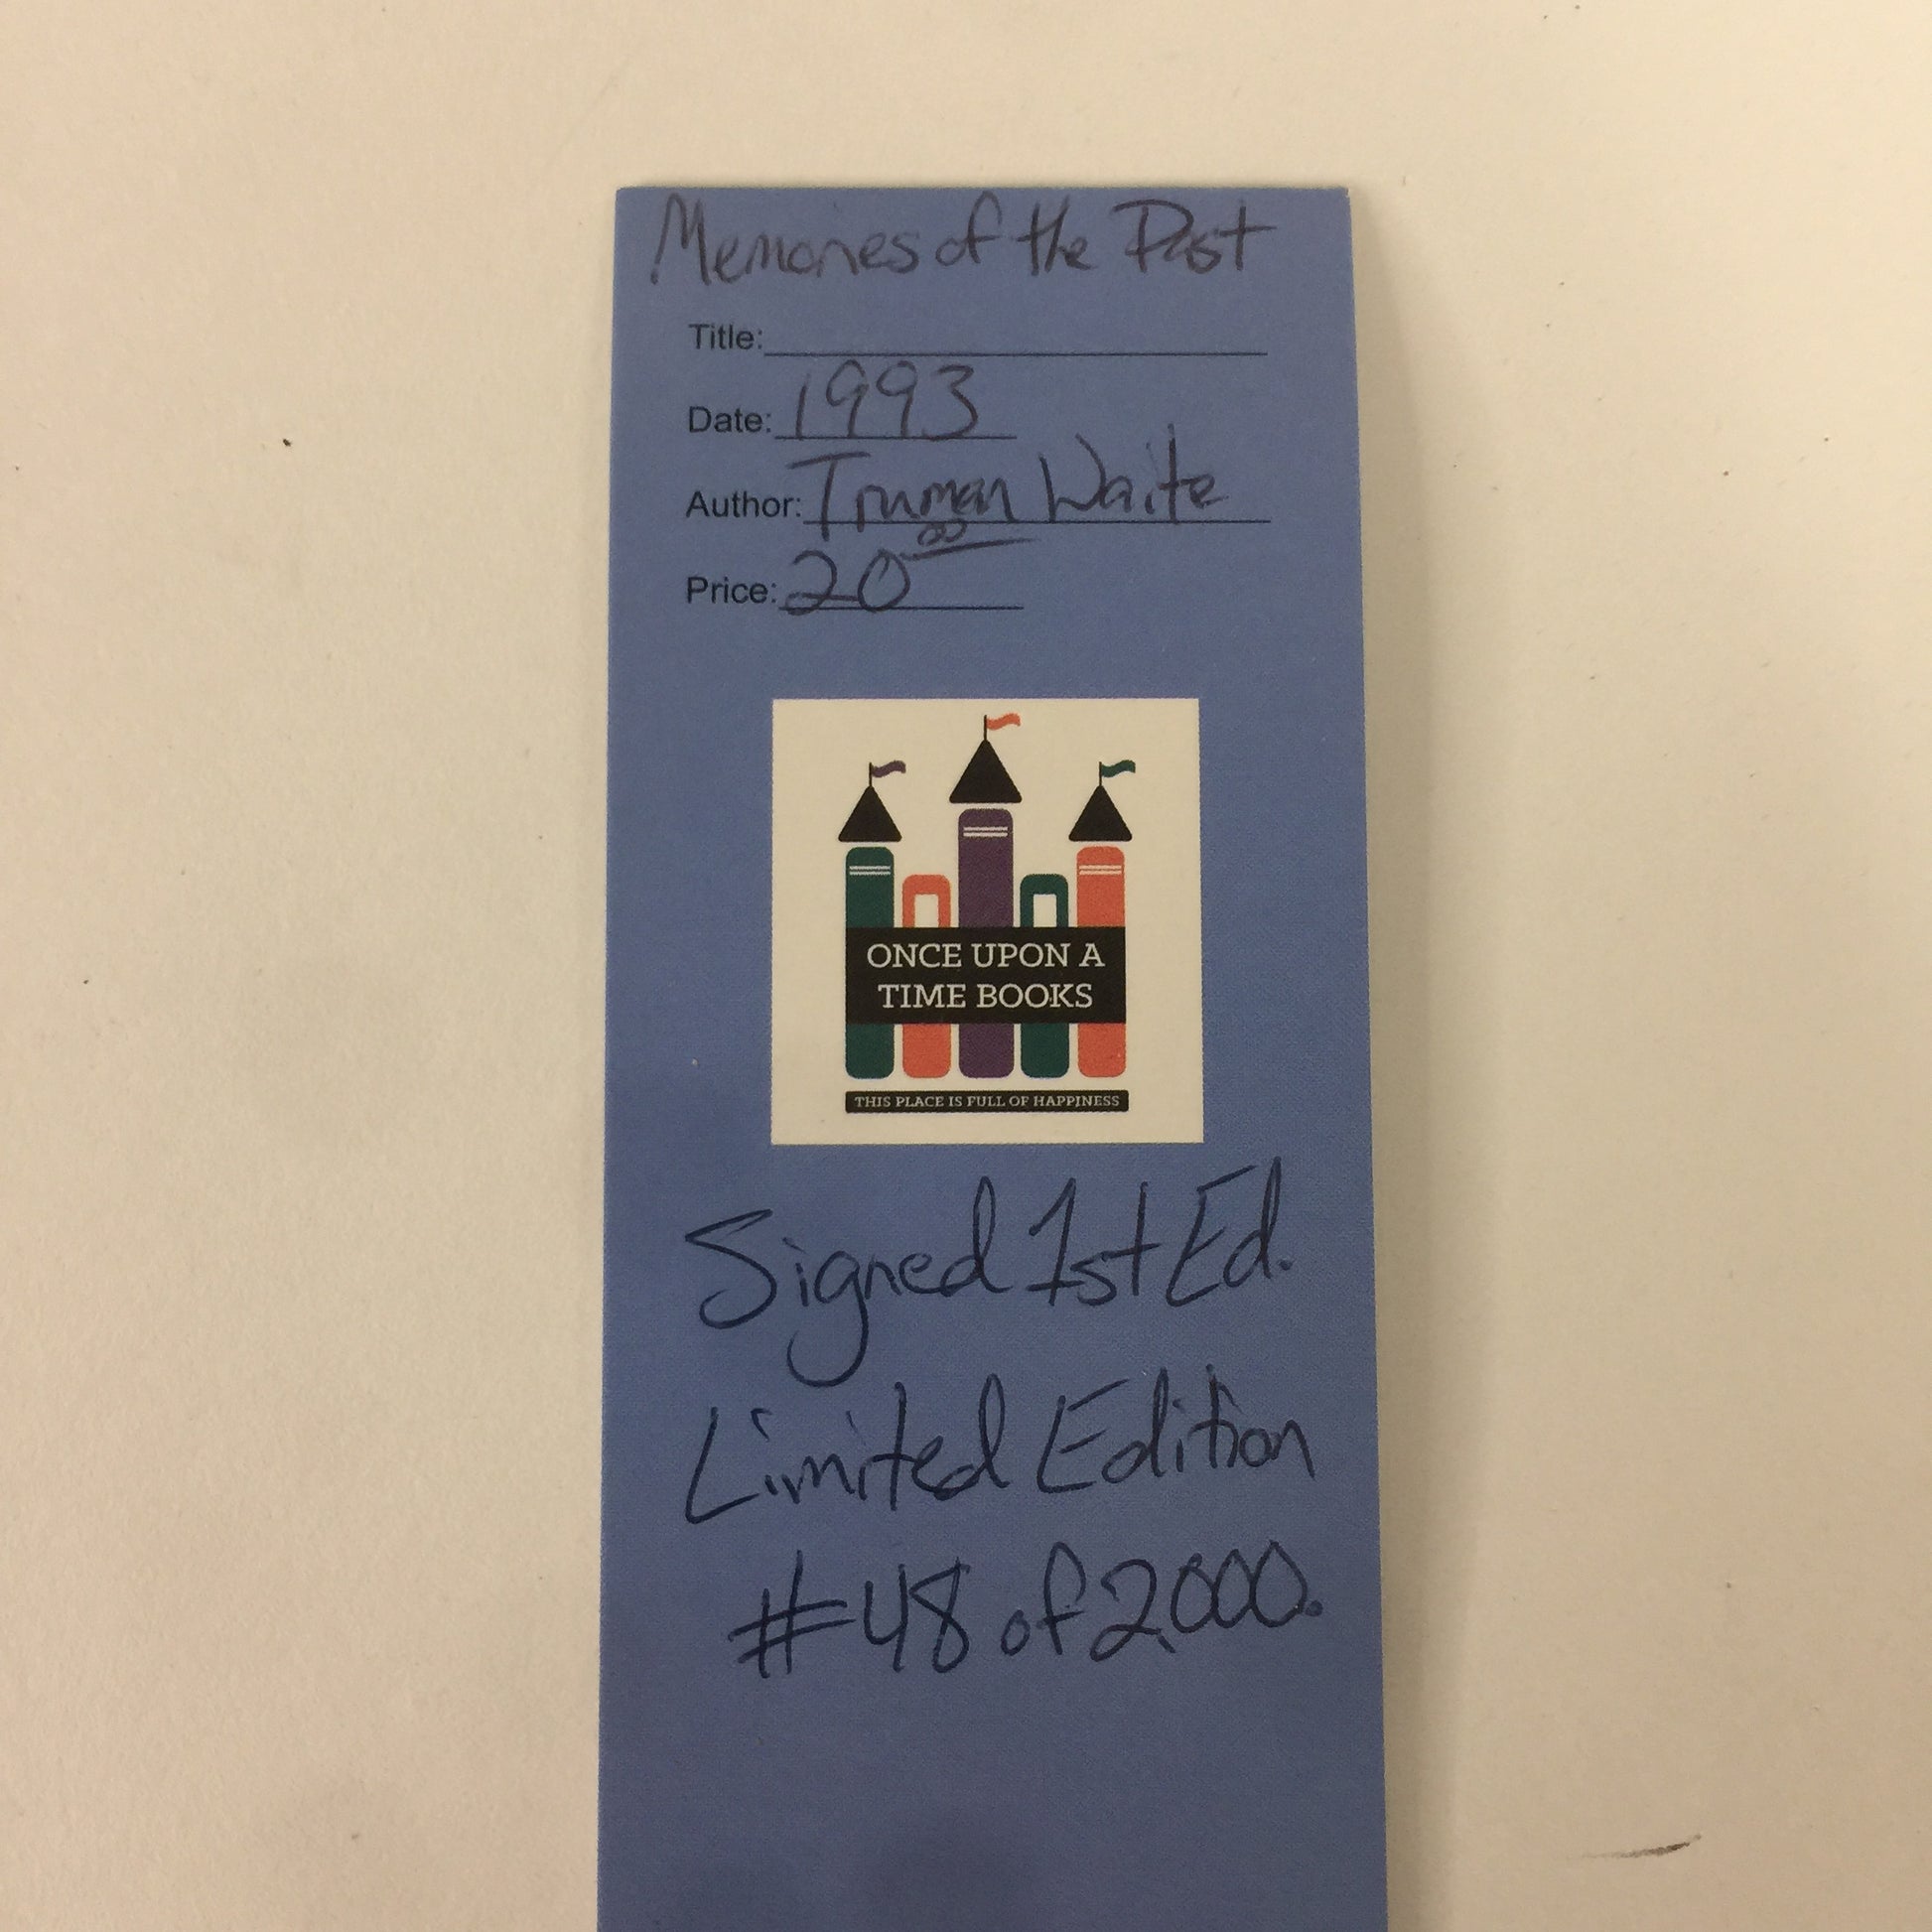 Memories of the Past
Title:
Date: 1993
Author: Truman Waite
Price: 20 00
ONCE UPON A
TIME BOOKS
THIS PLACE IS FULL OF HAPPINESS
Signed 1st Ed.
Limited Edition
#48 of 2,000.